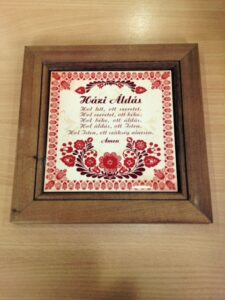 Házi Áldás
Hol hit, ott szeretet,
Hol szeretet, ott béke,
Hol béke, ott áldás,
Hol áldás, ott Isten,
Hol Isten, ott szükség nincsen.
Ámen